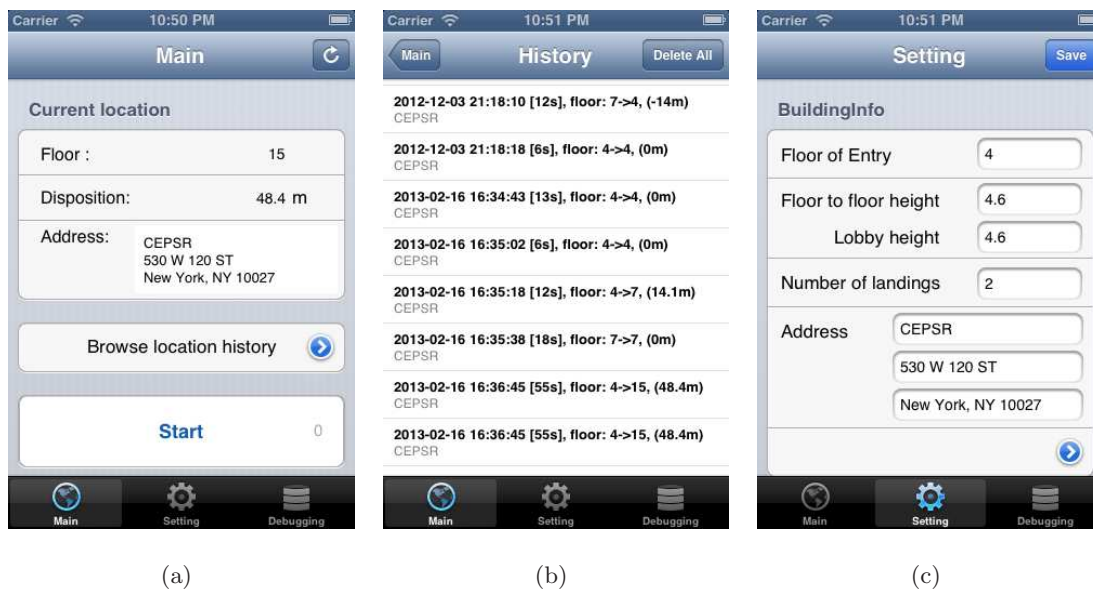 Carrier 10:50 PM
Main
Current location
Floor : 15
Disposition: 48.4 m
Address: CEPSR
530 W 120 ST
New York, NY 10027
Browse location history
Start 0
Main Setting Debugging
(a)
Carrier 10:51 PM
Main History Delete All
2012-12-03 21:18:10 [12s], floor: 7->4, (-14m)
CEPSR
2012-12-03 21:18:18 [6s], floor: 4->4, (0m)
CEPSR
2013-02-16 16:34:43 [13s], floor: 4->4, (0m)
CEPSR
2013-02-16 16:35:02 [6s], floor: 4->4, (0m)
CEPSR
2013-02-16 16:35:18 [12s], floor: 4->7, (14.1m)
CEPSR
2013-02-16 16:35:38 [18s], floor: 7->7, (0m)
CEPSR
2013-02-16 16:36:45 [55s], floor: 4->15, (48.4m)
CEPSR
2013-02-16 16:36:45 [55s], floor: 4->15, (48.4m)
CEPSR
Main Setting Debugging
(b)
Carrier 10:51 PM
Setting Save
BuildingInfo
Floor of Entry 4
Floor to floor height 4.6
Lobby height 4.6
Number of landings 2
Address CEPSR
530 W 120 ST
New York, NY 10027
Main Setting Debugging
(c)